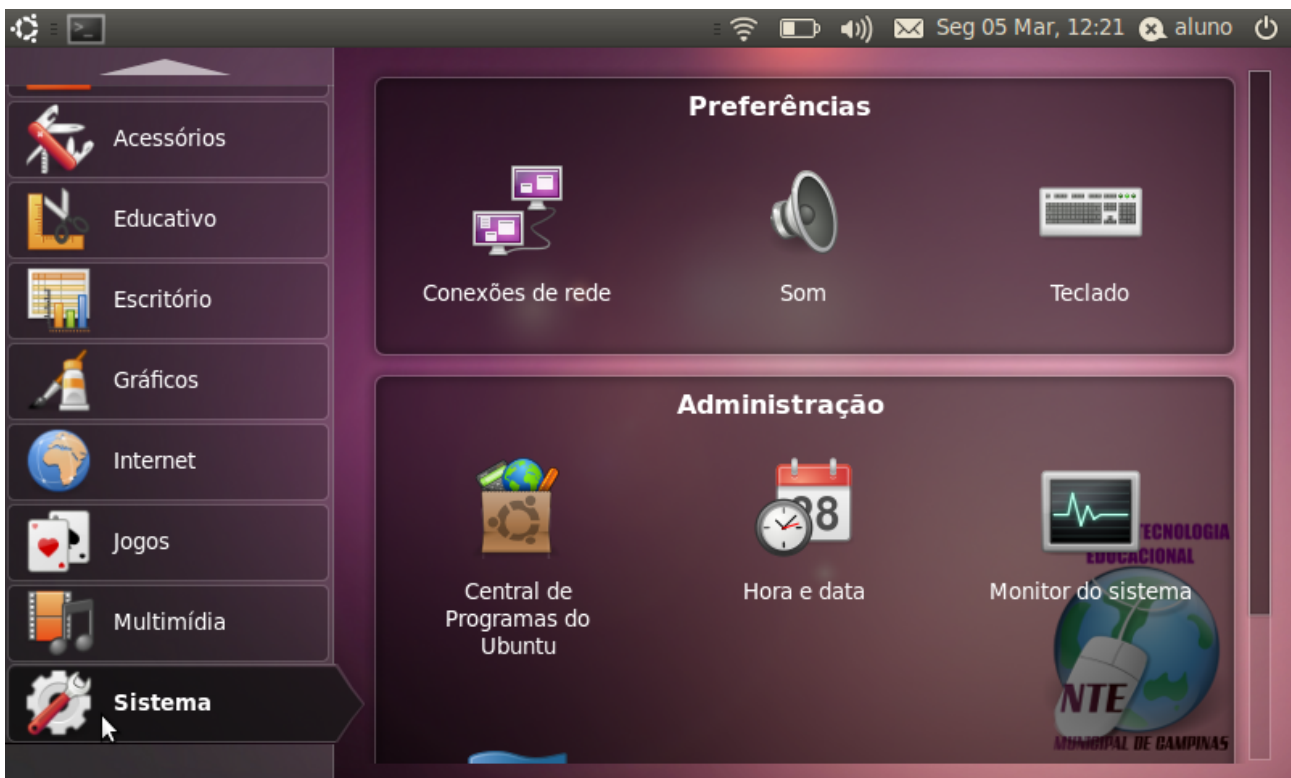 Seg 05 Mar, 12:21 aluno
Acessórios
Educativo
Escritório
Gráficos
Internet
Jogos
Multimídia
Sistema
Preferências
Conexões de rede
Som
Teclado
Administração
Central de
Programas do
Ubuntu
Hora e data
Monitor do sistema
TECNOLOGIA
EDUCACIONAL
NTE
MUNICIPAL DE CAMPINAS